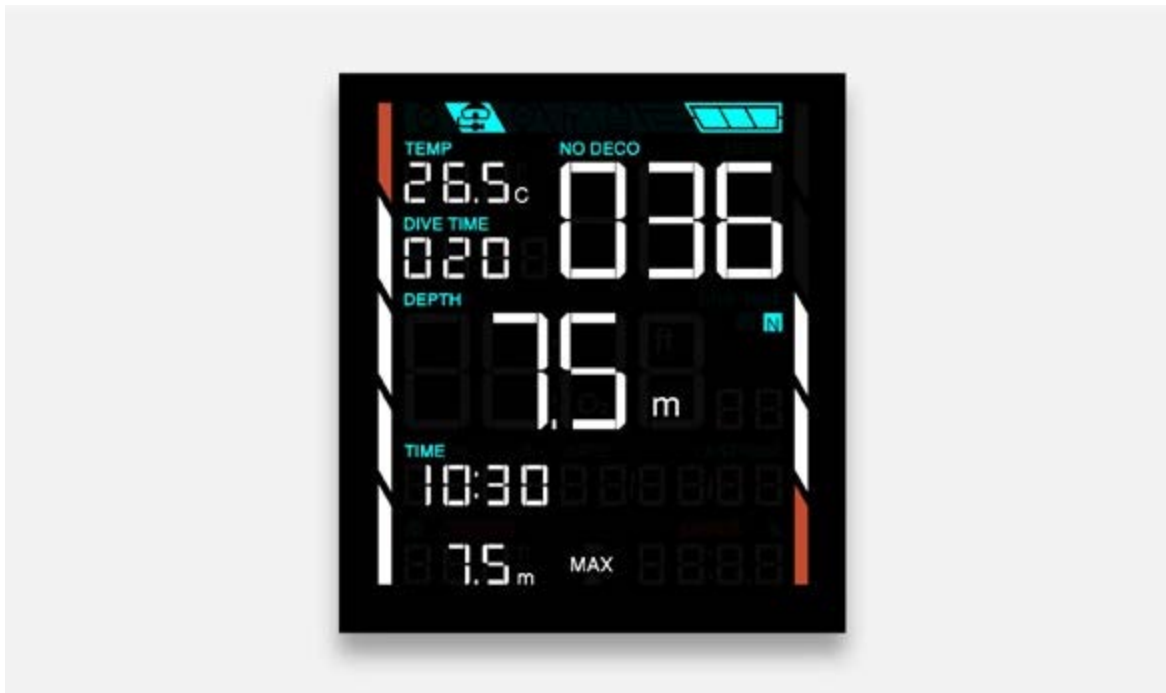 TEMP NO DECO
26.5c 036
DIVE TIME
020
DEPTH
N
7.5 m
TIME
10:30
7.5m MAX